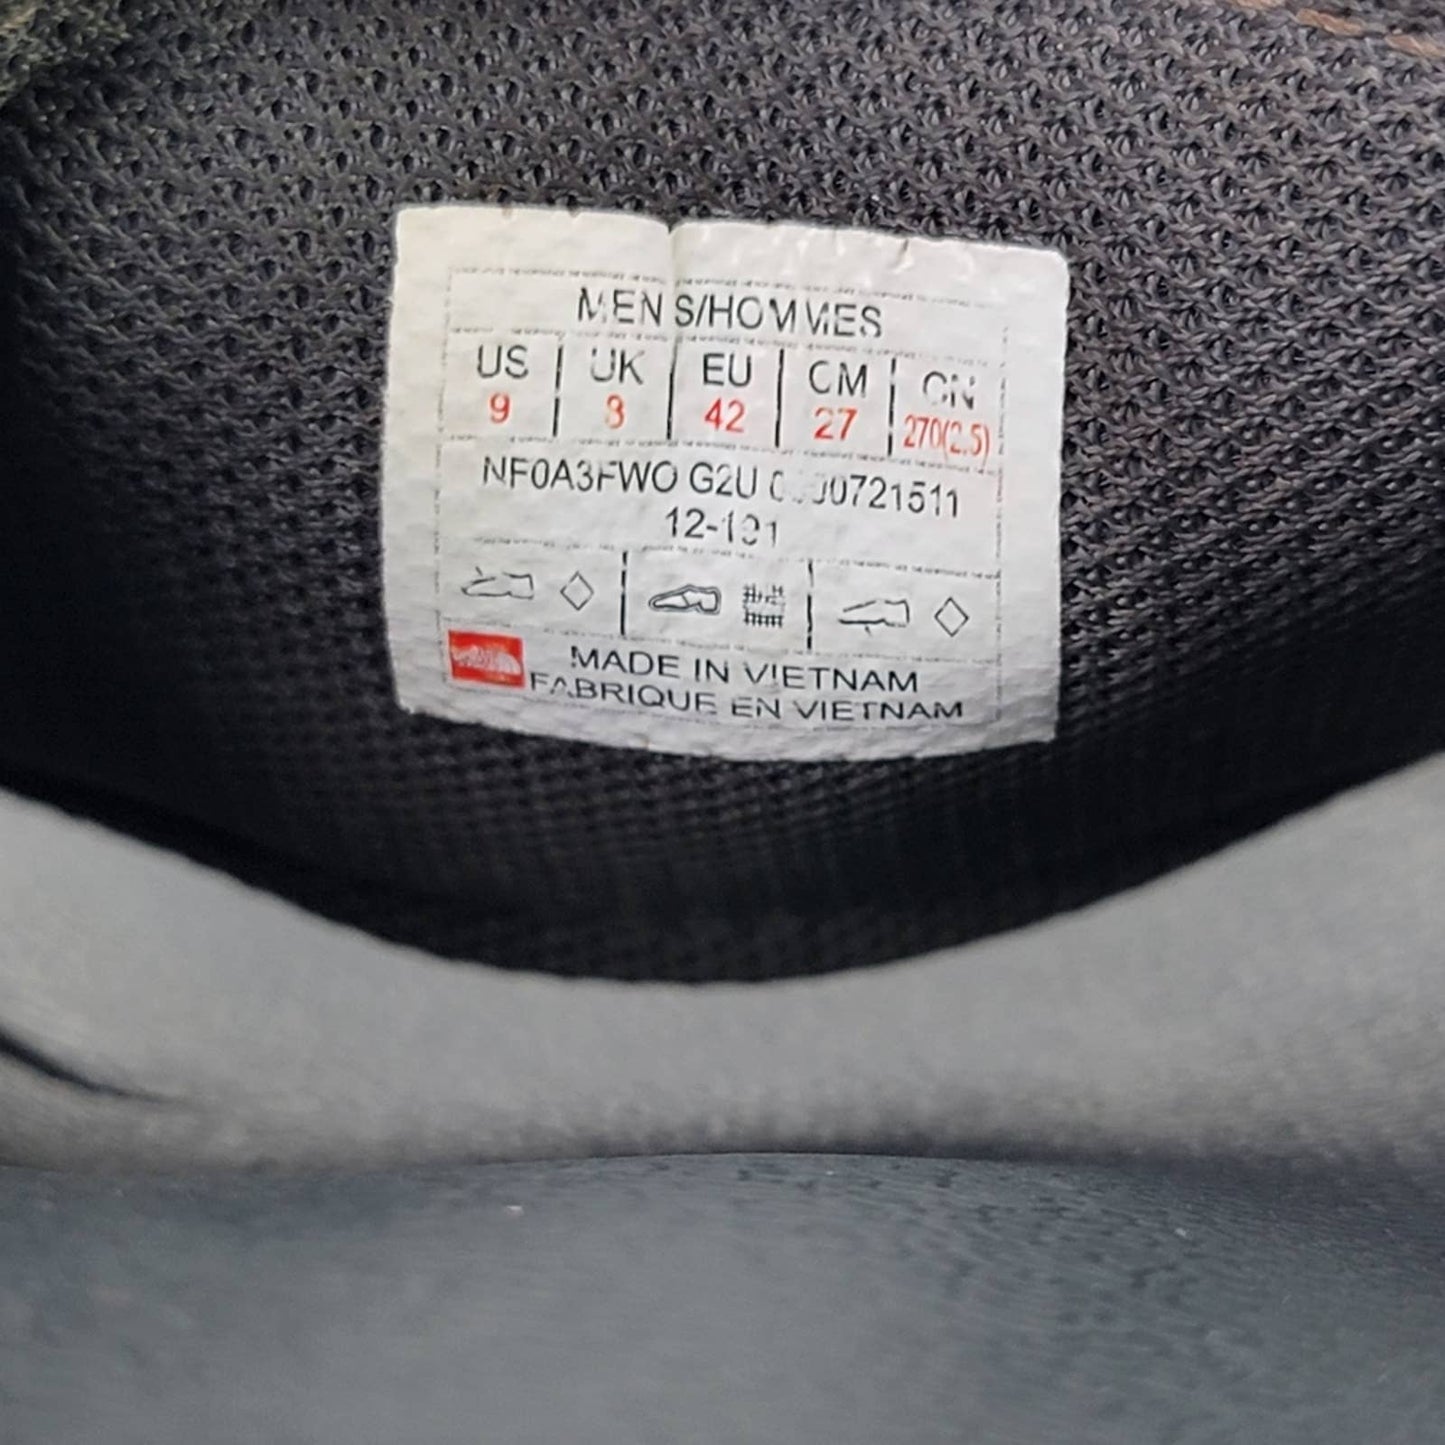 MEN'S/HOMMES
US UK EU CM CN
9 8 42 27 270(2.5)
NF0A3FWO G2U
MADE IN VIETNAM
FABRIQUE EN VIETNAM